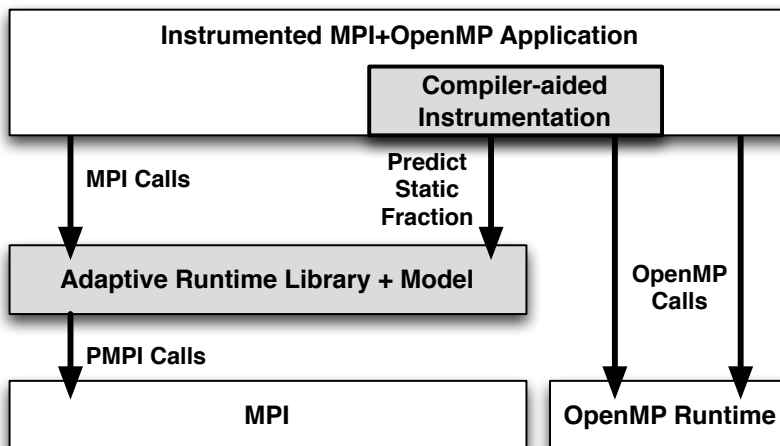 Instrumented MPI+OpenMP Application
Compiler-aided
Instrumentation
MPI Calls
Predict
Static
Fraction
Adaptive Runtime Library + Model
OpenMP
Calls
PMPI Calls
MPI
OpenMP Runtime